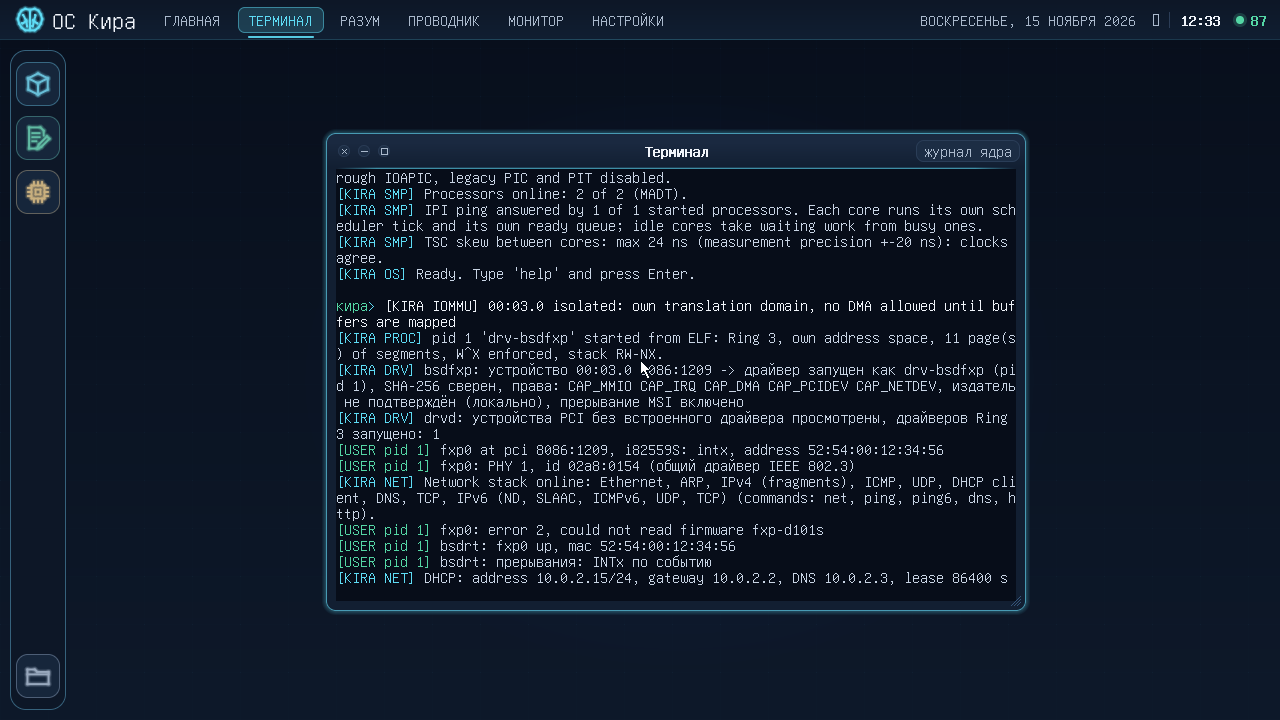 ОС Кира
ГЛАВНАЯ
ТЕРМИНАЛ
РАЗУМ
ПРОВОДНИК
МОНИТОР
НАСТРОЙКИ
ВОСКРЕСЕНЬЕ, 15 НОЯБРЯ 2026
12:33
87
Терминал
журнал ядра
rough IOAPIC, legacy PIC and PIT disabled.
[KIRA SMP] Processors online: 2 of 2 (MADT).
[KIRA SMP] IPI ping answered by 1 of 1 started processors. Each core runs its own sch
eduler tick and its own ready queue; idle cores take waiting work from busy ones.
[KIRA SMP] TSC skew between cores: max 24 ns (measurement precision +-20 ns): clocks
agree.
[KIRA OS] Ready. Type 'help' and press Enter.
кира> [KIRA IOMMU] 00:03.0 isolated: own translation domain, no DMA allowed until buf
fers are mapped
[KIRA PROC] pid 1 'drv-bsdfxp' started from ELF: Ring 3, own address space, 11 page(s
) of segments, W^X enforced, stack RW-NX.
[KIRA DRV] bsdfxp: устройство 00:03.0 8086:1209 -> драйвер запущен как drv-bsdfxp (pi
d 1), SHA-256 сверен, права: CAP_MMIO CAP_IRQ CAP_DMA CAP_PCIDEV CAP_NETDEV, издатель
не подтверждён (локально), прерывание MSI включено
[KIRA DRV] drvd: устройства PCI без встроенного драйвера просмотрены, драйверов Ring
3 запущено: 1
[USER pid 1] fxp0 at pci 8086:1209, i82559S: intx, address 52:54:00:12:34:56
[USER pid 1] fxp0: PHY 1, id 02a8:0154 (общий драйвер IEEE 802.3)
[KIRA NET] Network stack online: Ethernet, ARP, IPv4 (fragments), ICMP, UDP, DHCP cli
ent, DNS, TCP, IPv6 (ND, SLAAC, ICMPv6, UDP, TCP) (commands: net, ping, ping6, dns, h
ttp).
[USER pid 1] fxp0: error 2, could not read firmware fxp-d101s
[USER pid 1] bsdrt: fxp0 up, mac 52:54:00:12:34:56
[USER pid 1] bsdrt: прерывания: INTx по событию
[KIRA NET] DHCP: address 10.0.2.15/24, gateway 10.0.2.2, DNS 10.0.2.3, lease 86400 s